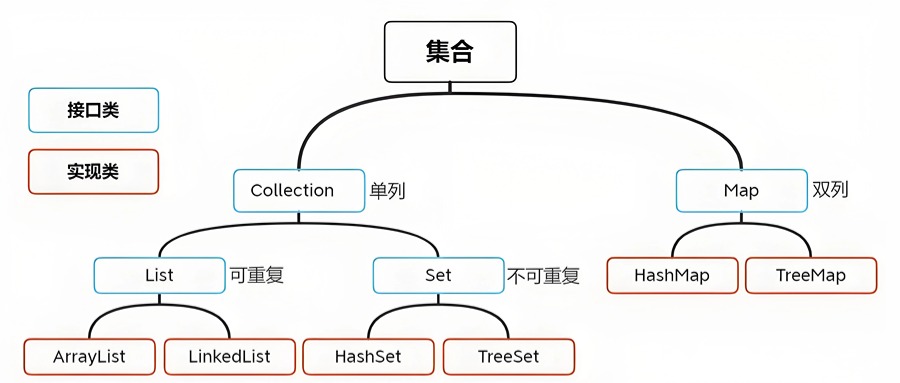 集合
接口类
实现类
Collection 单列
Map 双列
List 可重复
Set 不可重复
HashMap
TreeMap
ArrayList
LinkedList
HashSet
TreeSet